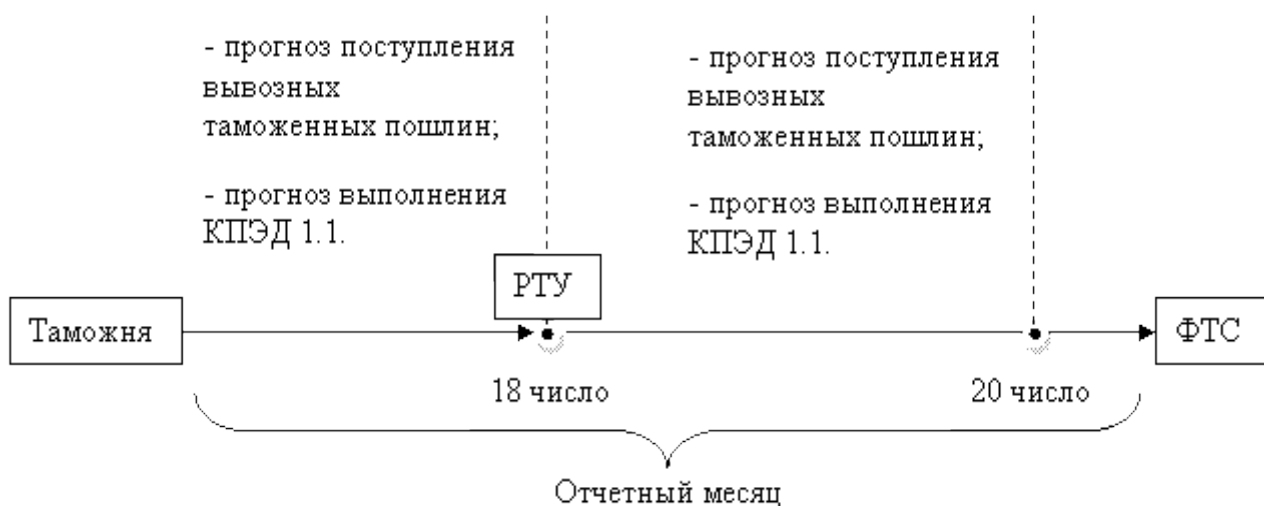 - прогноз поступления
вывозных
таможенных пошлин;
- прогноз выполнения
КПЭД 1.1.
- прогноз поступления
вывозных
таможенных пошлин;
- прогноз выполнения
КПЭД 1.1.
РТУ
Таможня
ФТС
18 число
20 число
Отчетный месяц